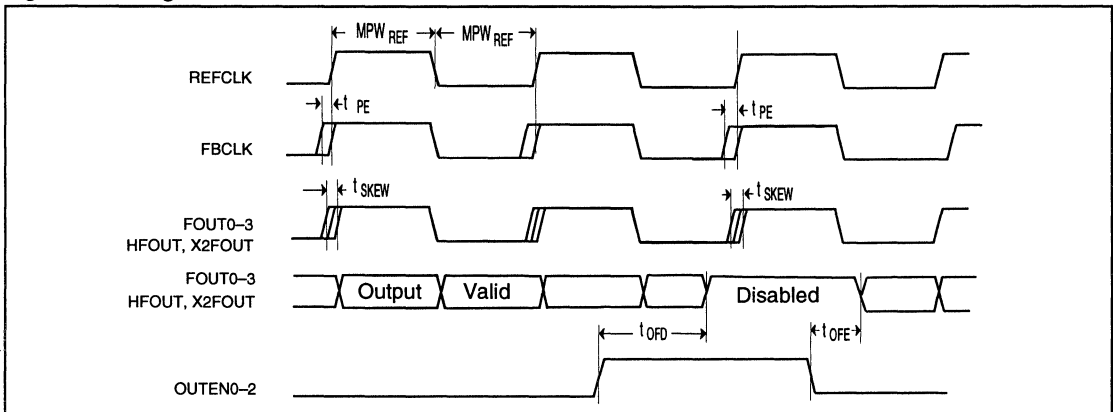 MPW REF MPW REF
REFCLK
t PE t PE
FBCLK
t SKEW t SKEW
FOUT0–3
HFOUT, X2FOUT
FOUT0–3
HFOUT, X2FOUT
Output Valid Disabled
t OFD t OFE
OUTEN0–2